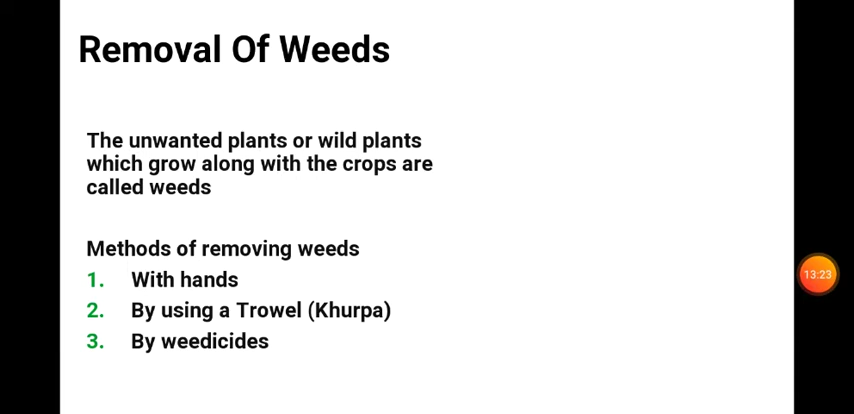 Removal Of Weeds
The unwanted plants or wild plants
which grow along with the crops are
called weeds
Methods of removing weeds
1. With hands
2. By using a Trowel (Khurpa)
3. By weedicides
13:23